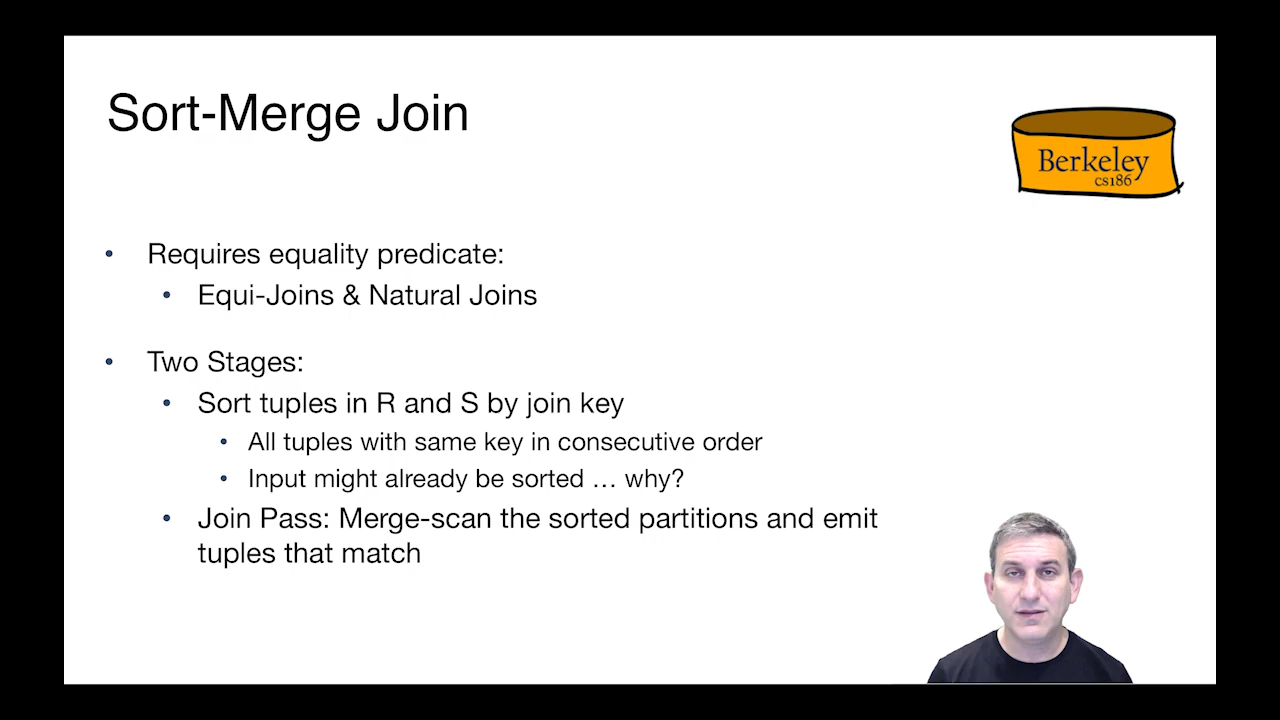 Sort-Merge Join
Berkeley
cs186
• Requires equality predicate:
• Equi-Joins & Natural Joins
• Two Stages:
• Sort tuples in R and S by join key
• All tuples with same key in consecutive order
• Input might already be sorted … why?
• Join Pass: Merge-scan the sorted partitions and emit
tuples that match